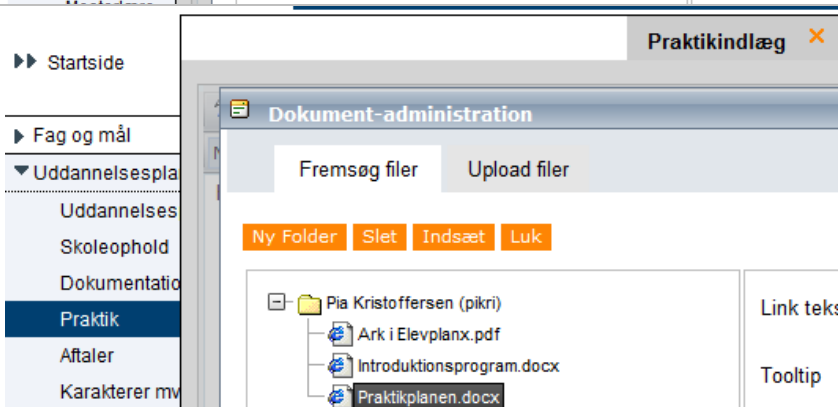 Praktikindlæg
Startside
Dokument-administration
Fag og mål
Fremsøg filer
Upload filer
Uddannelsespla
Uddannelses
Ny Folder Slet Indsæt Luk
Skoleophold
Dokumentatio
Pia Kristoffersen (pikri)
Link teks
Praktik
Ark i Elevplanx.pdf
Aftaler
Introduktionsprogram.docx
Tooltip
Karakterer mv
Praktikplanen.docx